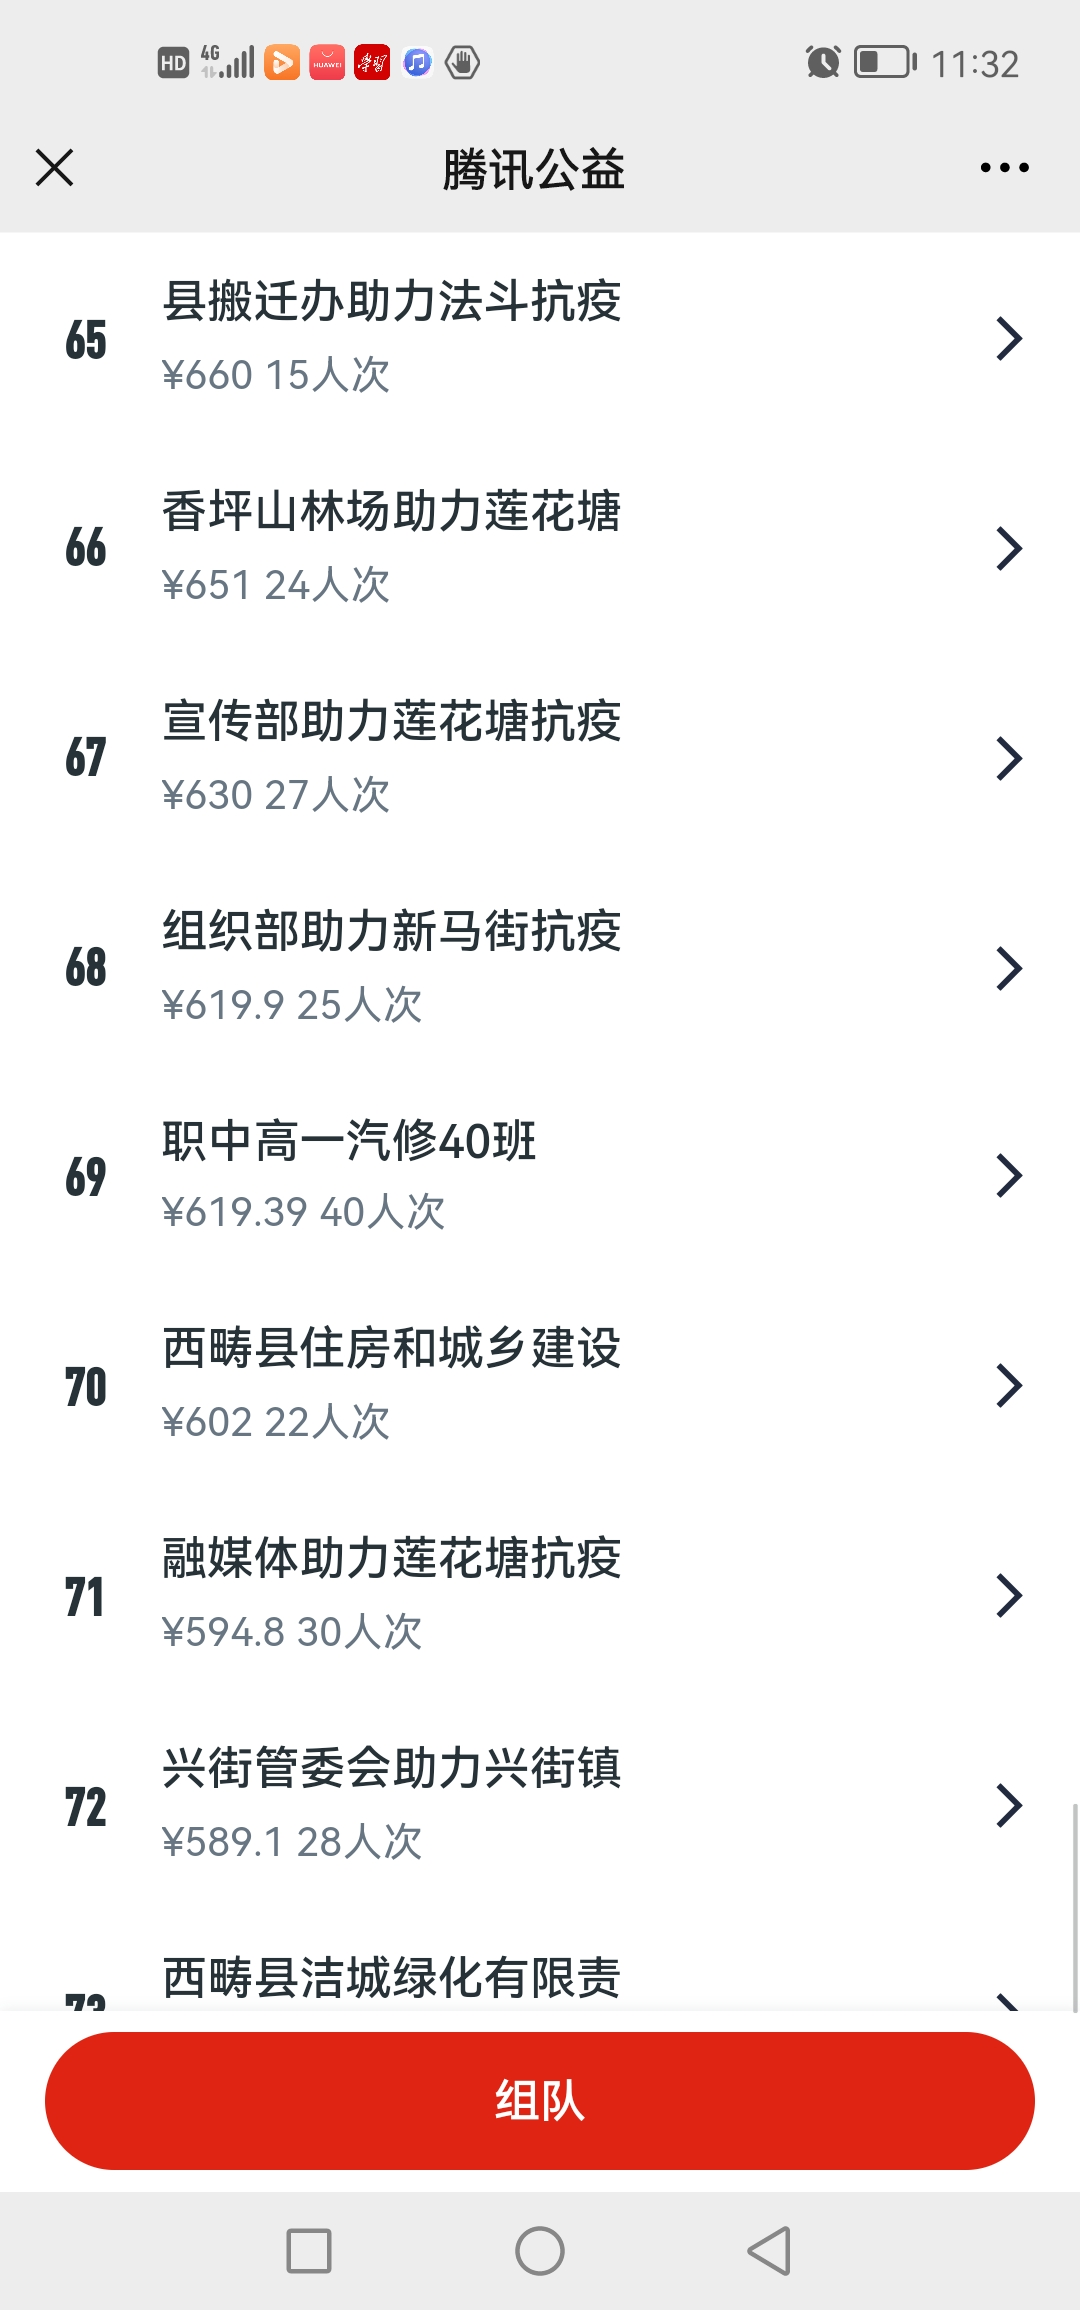 HD 4G HUAWEI 学习 11:32
腾讯公益
65
县搬迁办助力法斗抗疫
¥660 15人次
66
香坪山林场助力莲花塘
¥651 24人次
67
宣传部助力莲花塘抗疫
¥630 27人次
68
组织部助力新马街抗疫
¥619.9 25人次
69
职中高一汽修40班
¥619.39 40人次
70
西畴县住房和城乡建设
¥602 22人次
71
融媒体助力莲花塘抗疫
¥594.8 30人次
72
兴街管委会助力兴街镇
¥589.1 28人次
73
西畴县洁城绿化有限责
组队